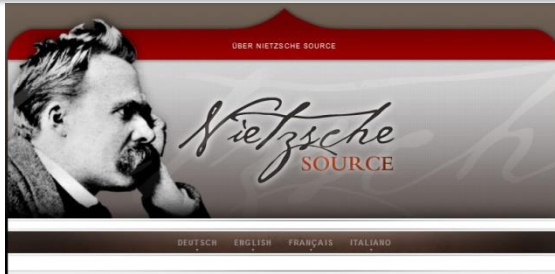 ÜBER NIETZSCHE SOURCE
Nietzsche
SOURCE
DEUTSCH ENGLISH FRANÇAIS ITALIANO